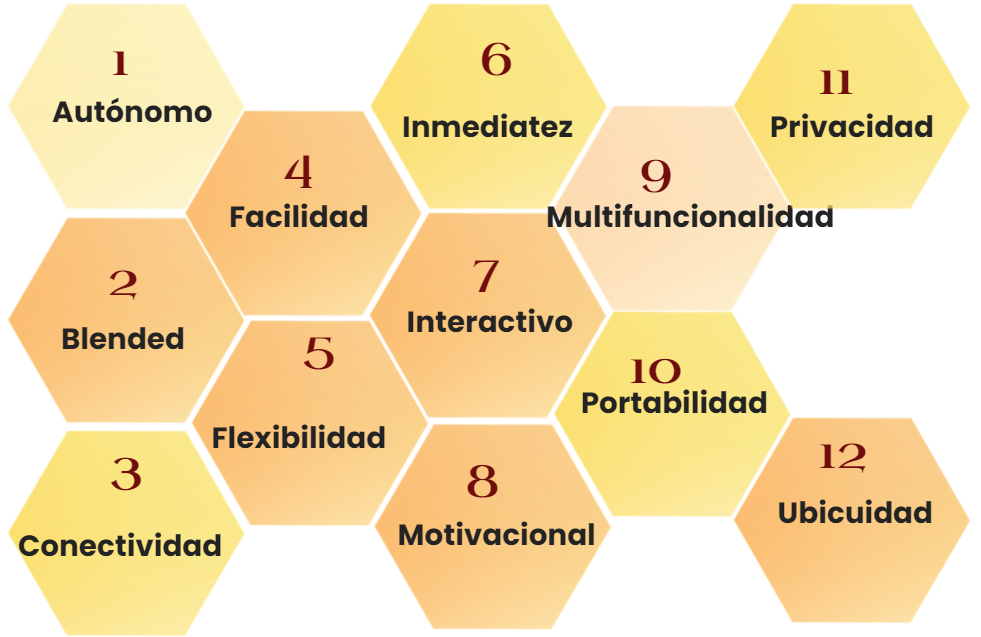 1
Autónomo
2
Blended
3
Conectividad
4
Facilidad
5
Flexibilidad
6
Inmediatez
7
Interactivo
8
Motivacional
9
Multifuncionalidad
10
Portabilidad
11
Privacidad
12
Ubicuidad